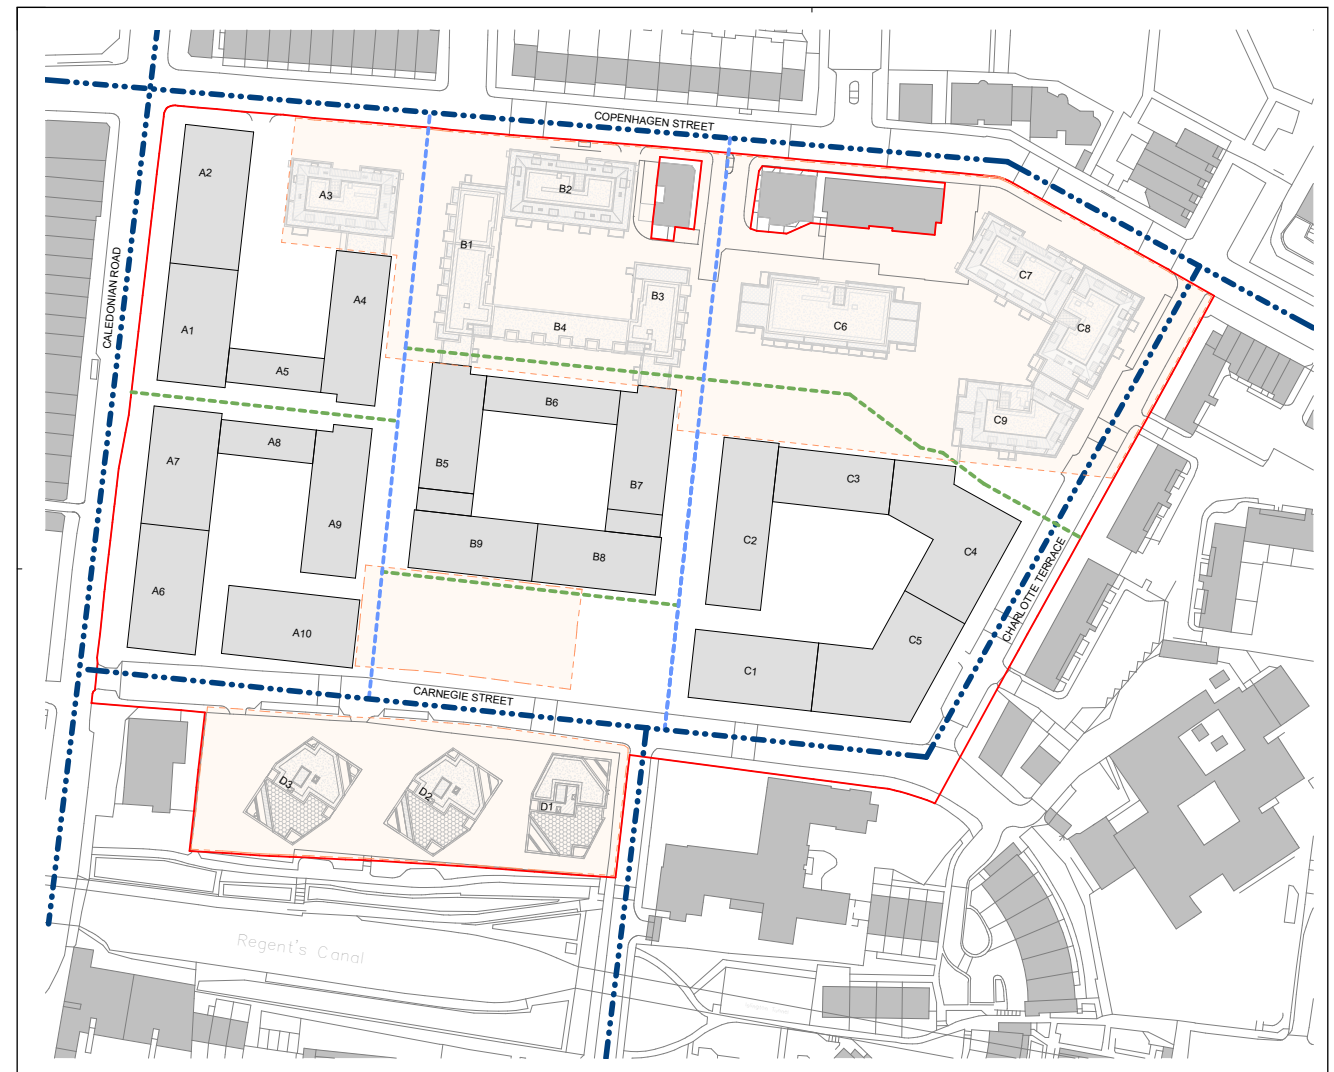 COPENHAGEN STREET
A2
A3
B2
B1
C7
CALEDONIAN ROAD
A4
B3
A1
B4
C6
C8
A5
B6
C9
A8
A7
B5
B7
C3
A9
C2
C4
B9
B8
CHARLOTTE TERRACE
A6
A10
C5
C1
CARNEGIE STREET
D3
D2
D1
Regent's Canal